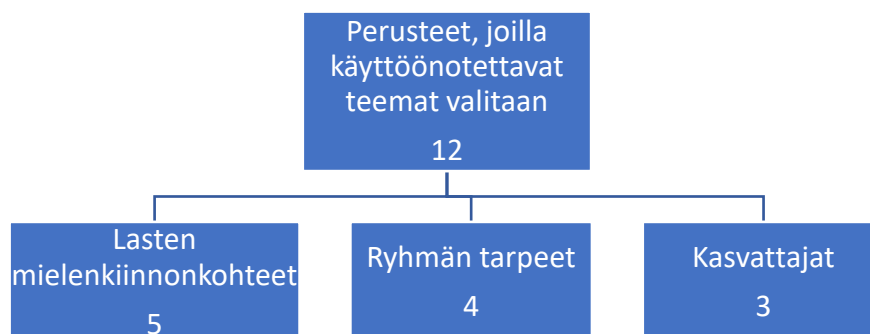 Perusteet, joilla
käyttöönotettavat
teemat valitaan
12
Lasten
mielenkiinnonkohteet
5
Ryhmän tarpeet
4
Kasvattajat
3